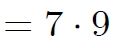 = 7 · 9